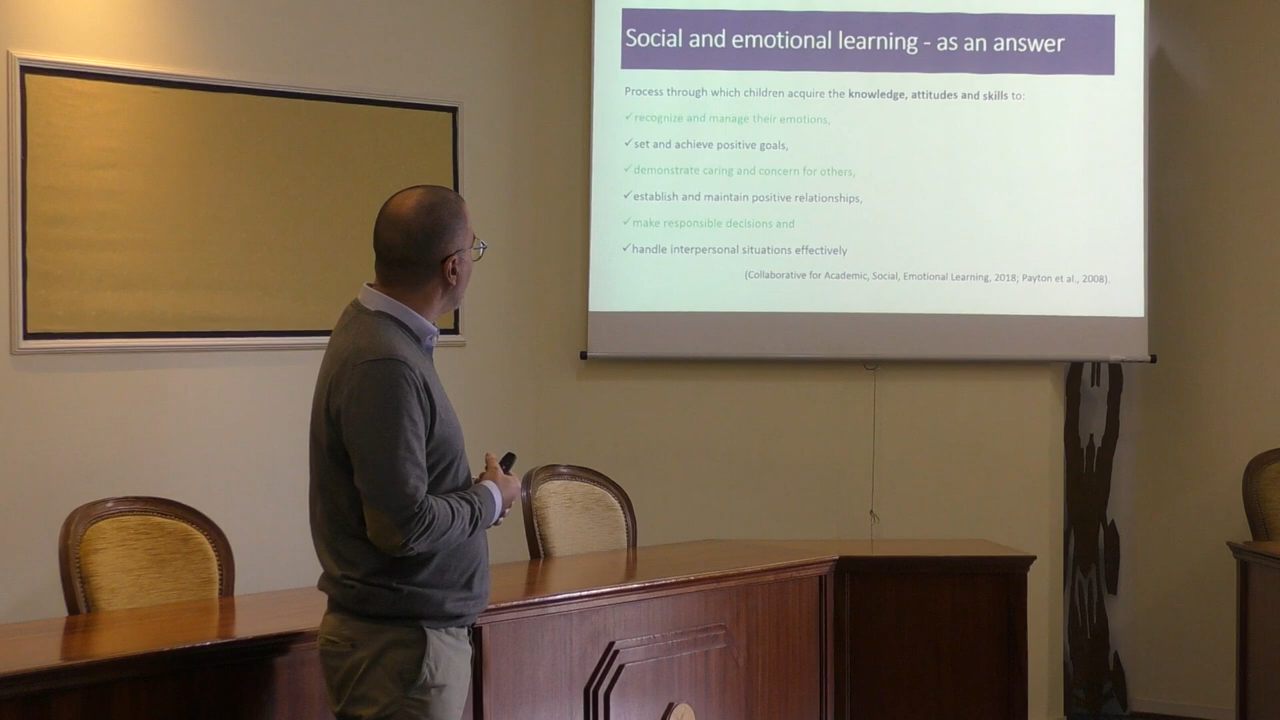 Social and emotional learning - as an answer
Process through which children acquire the knowledge, attitudes and skills to:
✓recognize and manage their emotions,
✓set and achieve positive goals,
✓demonstrate caring and concern for others,
✓establish and maintain positive relationships,
✓make responsible decisions and
✓handle interpersonal situations effectively
(Collaborative for Academic, Social, Emotional Learning, 2018; Payton et al., 2008).